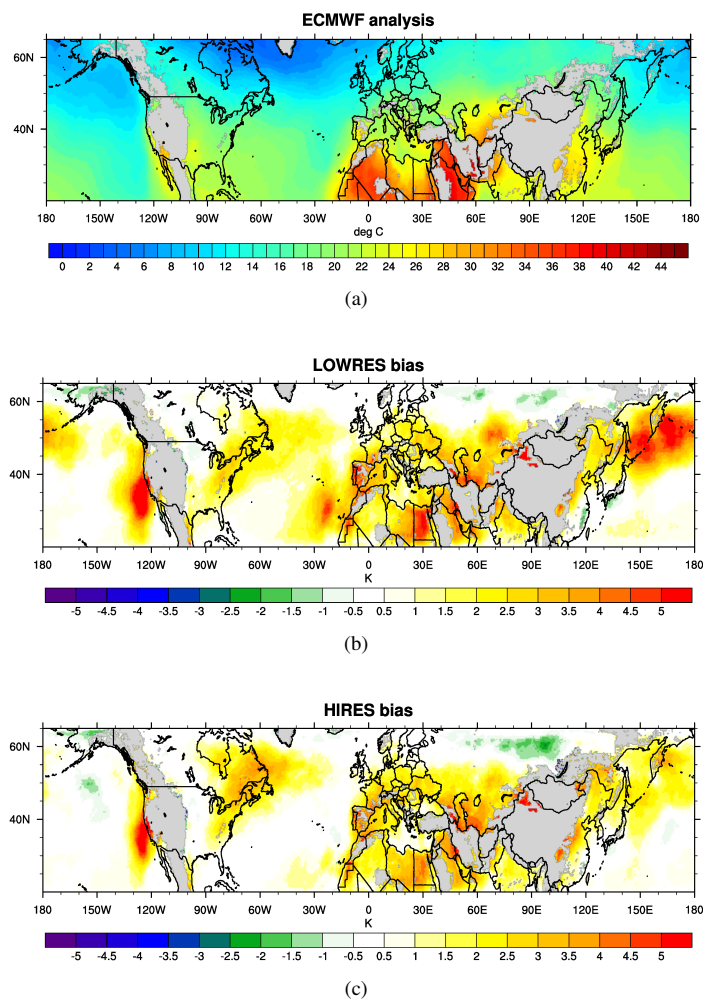 ECMWF analysis
60N
40N
180 150W 120W 90W 60W 30W 0 30E 60E 90E 120E 150E 180
deg C
0 2 4 6 8 10 12 14 16 18 20 22 24 26 28 30 32 34 36 38 40 42 44
(a)
LOWRES bias
60N
40N
180 150W 120W 90W 60W 30W 0 30E 60E 90E 120E 150E 180
K
-5 -4.5 -4 -3.5 -3 -2.5 -2 -1.5 -1 -0.5 0.5 1 1.5 2 2.5 3 3.5 4 4.5 5
(b)
HIRES bias
60N
40N
180 150W 120W 90W 60W 30W 0 30E 60E 90E 120E 150E 180
K
-5 -4.5 -4 -3.5 -3 -2.5 -2 -1.5 -1 -0.5 0.5 1 1.5 2 2.5 3 3.5 4 4.5 5
(c)